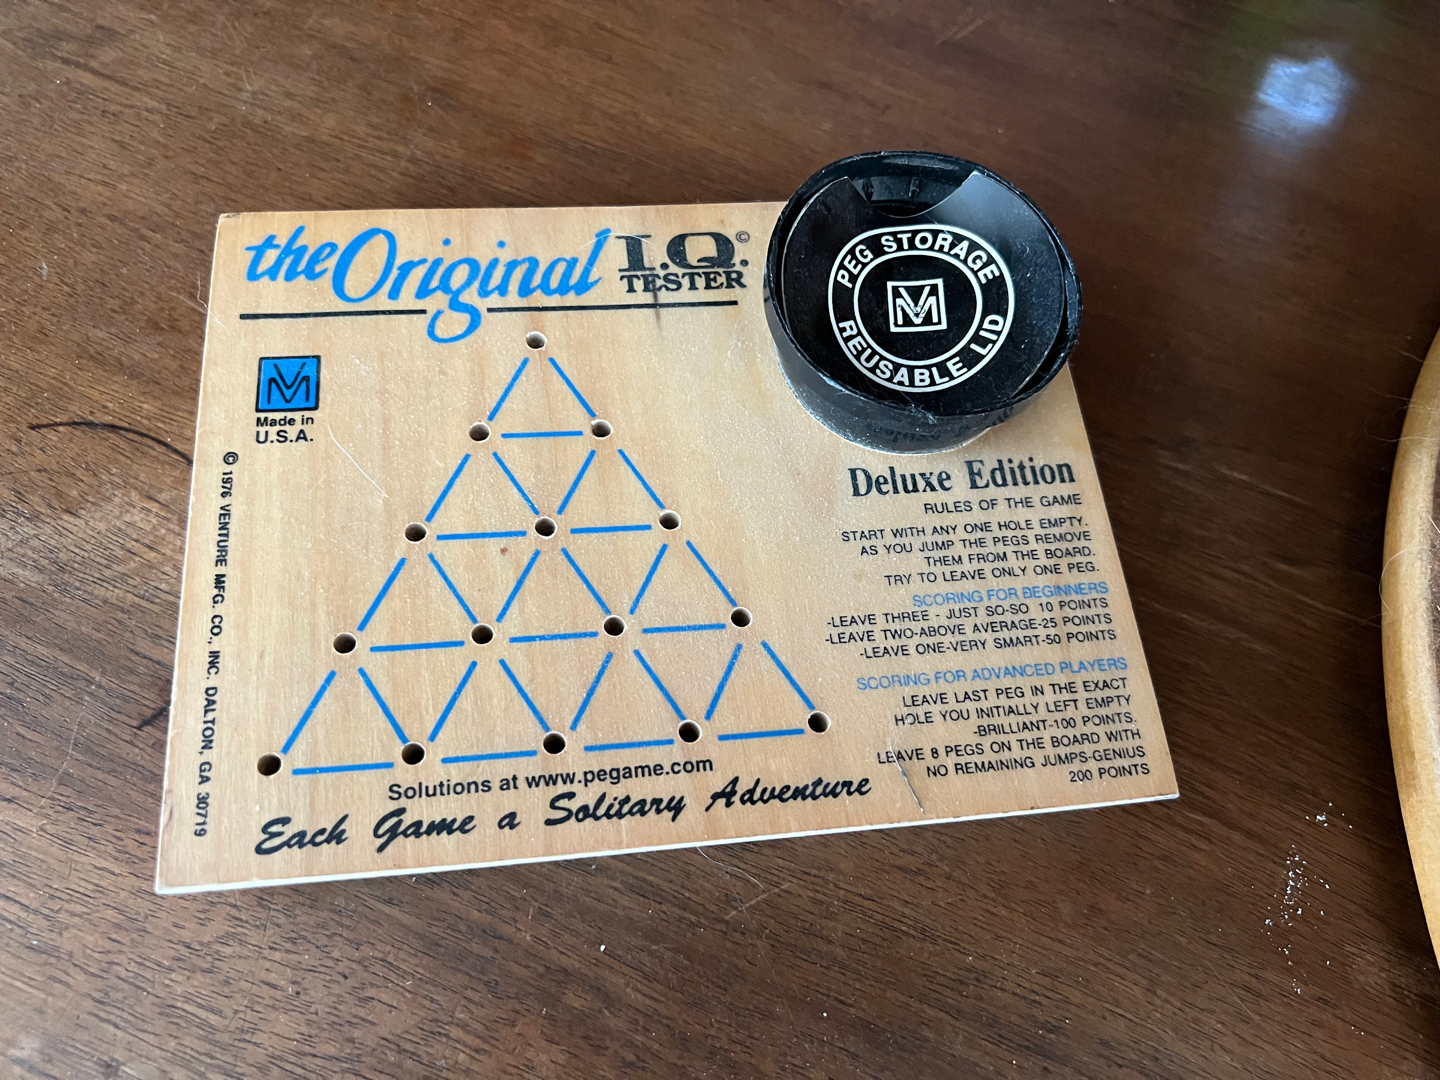 the Original I.Q.©
TESTER
Made in
U.S.A.
© 1976 VENTURE MFG. CO., INC. DALTON, GA 30719
PEG STORAGE
VM
REUSABLE LID
Deluxe Edition
RULES OF THE GAME
START WITH ANY ONE HOLE EMPTY.
AS YOU JUMP THE PEGS REMOVE
THEM FROM THE BOARD.
TRY TO LEAVE ONLY ONE PEG.
SCORING FOR BEGINNERS
-LEAVE THREE - JUST SO-SO 10 POINTS
-LEAVE TWO-ABOVE AVERAGE-25 POINTS
-LEAVE ONE-VERY SMART-50 POINTS
SCORING FOR ADVANCED PLAYERS
LEAVE LAST PEG IN THE EXACT
HOLE YOU INITIALLY LEFT EMPTY
-BRILLIANT-100 POINTS.
LEAVE 8 PEGS ON THE BOARD WITH
NO REMAINING JUMPS-GENIUS
200 POINTS
Solutions at www.pegame.com
Each Game a Solitary Adventure